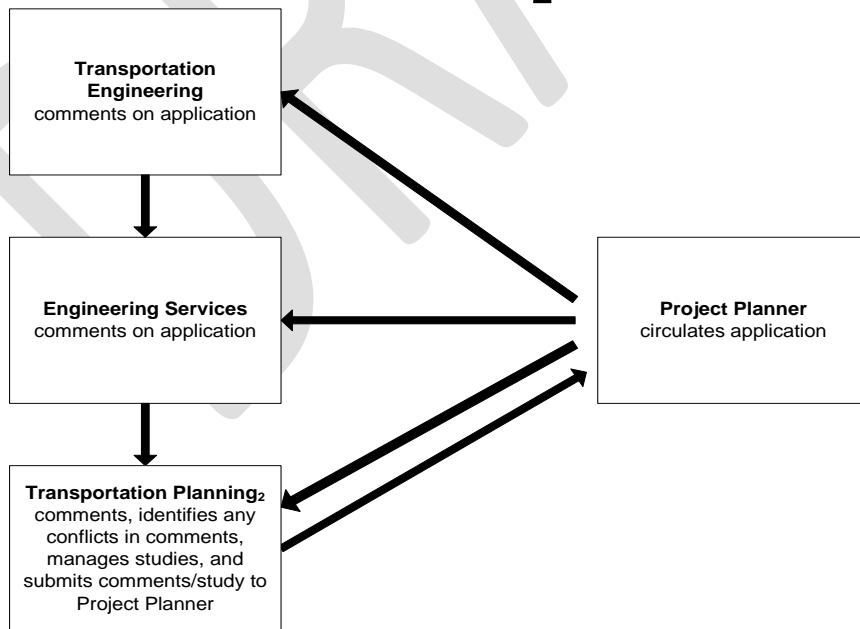 Transportation
Engineering
comments on application
Engineering Services
comments on application
Project Planner
circulates application
Transportation Planning2
comments, identifies any
conflicts in comments,
manages studies, and
submits comments/study to
Project Planner